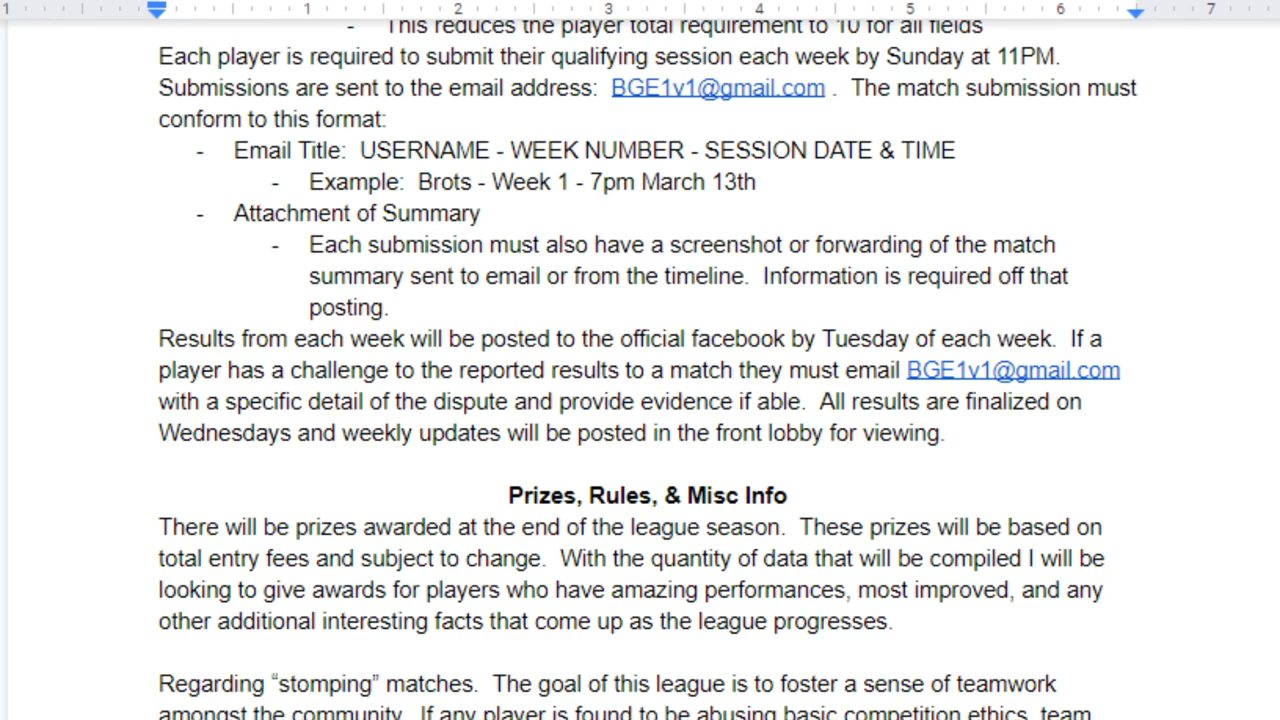 1 1 2 3 4 5 6 7
- This reduces the player total requirement to 10 for all fields
Each player is required to submit their qualifying session each week by Sunday at 11PM.
Submissions are sent to the email address:  BGE1v1@gmail.com .  The match submission must
conform to this format:
- Email Title:  USERNAME - WEEK NUMBER - SESSION DATE & TIME
- Example:  Brots - Week 1 - 7pm March 13th
- Attachment of Summary
- Each submission must also have a screenshot or forwarding of the match
summary sent to email or from the timeline.  Information is required off that
posting.
Results from each week will be posted to the official facebook by Tuesday of each week.  If a
player has a challenge to the reported results to a match they must email BGE1v1@gmail.com
with a specific detail of the dispute and provide evidence if able.  All results are finalized on
Wednesdays and weekly updates will be posted in the front lobby for viewing.
Prizes, Rules, & Misc Info
There will be prizes awarded at the end of the league season.  These prizes will be based on
total entry fees and subject to change.  With the quantity of data that will be compiled I will be
looking to give awards for players who have amazing performances, most improved, and any
other additional interesting facts that come up as the league progresses.
Regarding “stomping” matches.  The goal of this league is to foster a sense of teamwork
amongst the community.  If any player is found to be abusing basic competition ethics, team